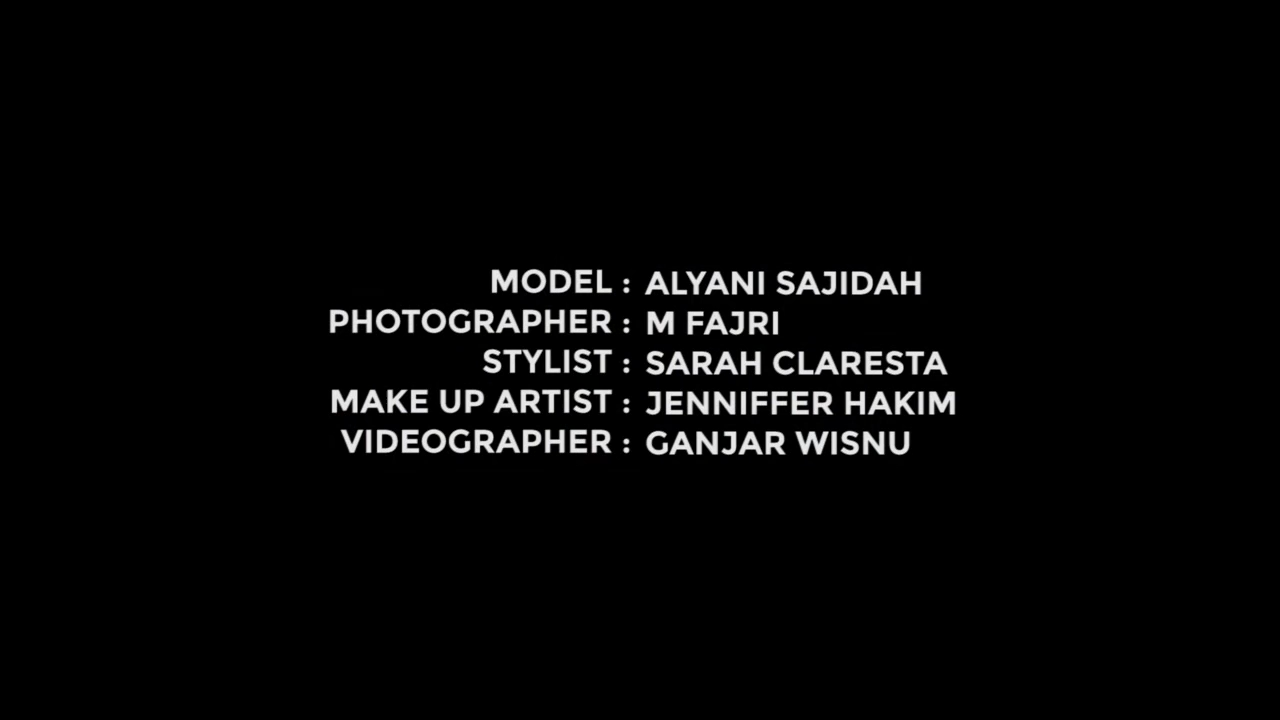 MODEL : ALYANI SAJIDAH
PHOTOGRAPHER : M FAJRI
STYLIST : SARAH CLARESTA
MAKE UP ARTIST : JENNIFFER HAKIM
VIDEOGRAPHER : GANJAR WISNU